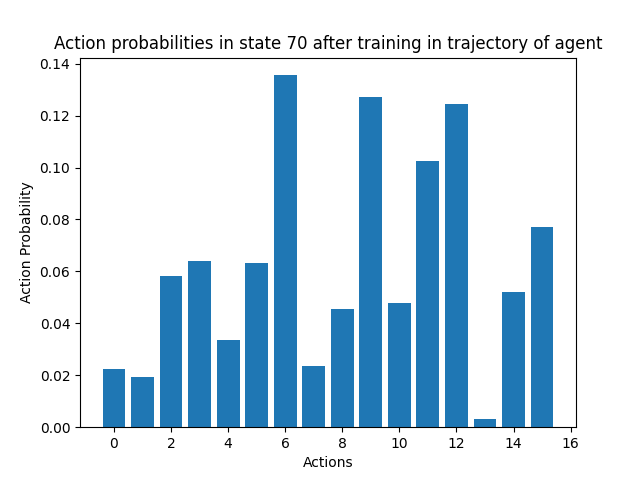 Action probabilities in state 70 after training in trajectory of agent
0.14
0.12
0.10
0.08
0.06
0.04
0.02
0.00
Action Probability
0 2 4 6 8 10 12 14 16
Actions